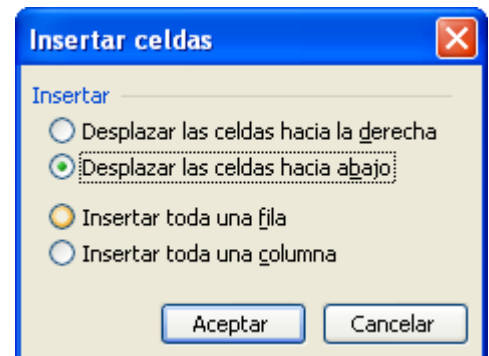 Insertar celdas
Insertar
Desplazar las celdas hacia la derecha
Desplazar las celdas hacia abajo
Insertar toda una fila
Insertar toda una columna
Aceptar Cancelar